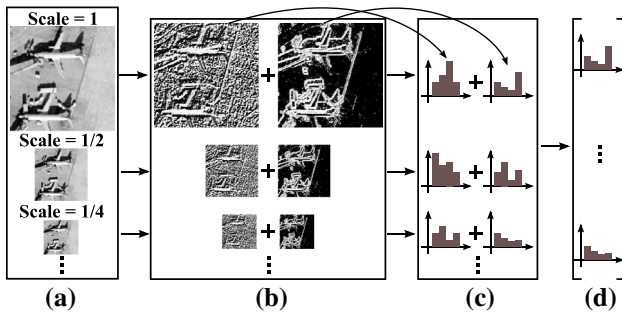 Scale = 1
Scale = 1/2
Scale = 1/4
(a)
(b)
(c)
(d)